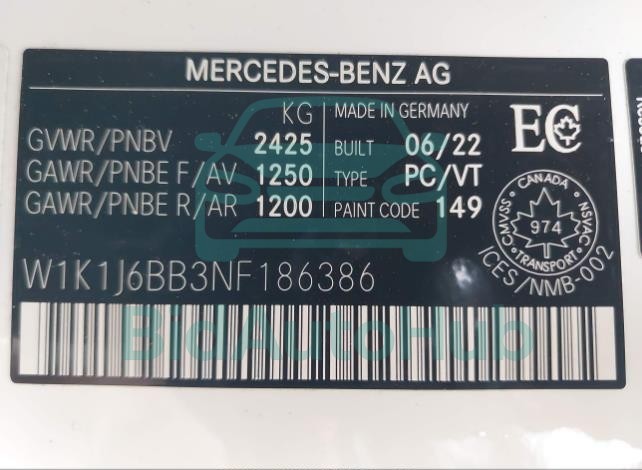 MERCEDES-BENZ AG
KG
GVWR/PNBV 2425
GAWR/PNBE F/AV 1250
GAWR/PNBE R/AR 1200
MADE IN GERMANY
BUILT 06/22
TYPE PC/VT
PAINT CODE 149
EC
CANADA
CMVSS/NSVAC
974
TRANSPORT
ICES/NMB-002
W1K1J6BB3NF186386
BidAutoHub